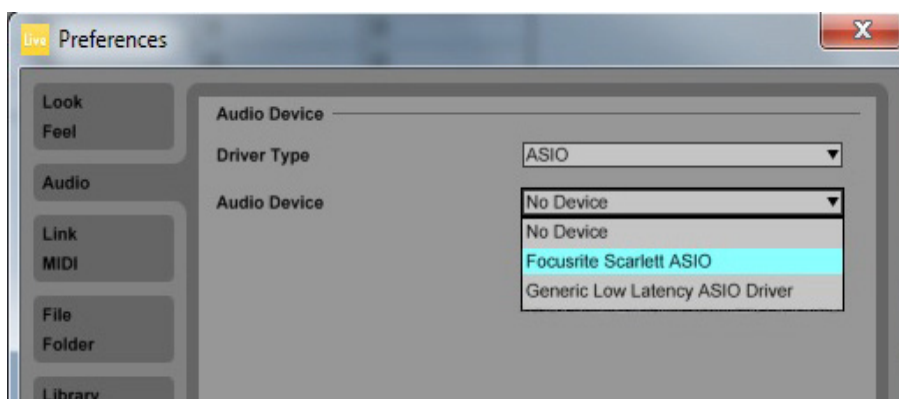 Live Preferences X
Look
Feel
Audio
Link
MIDI
File
Folder
Library
Audio Device
Driver Type ASIO
Audio Device No Device
No Device
Focusrite Scarlett ASIO
Generic Low Latency ASIO Driver